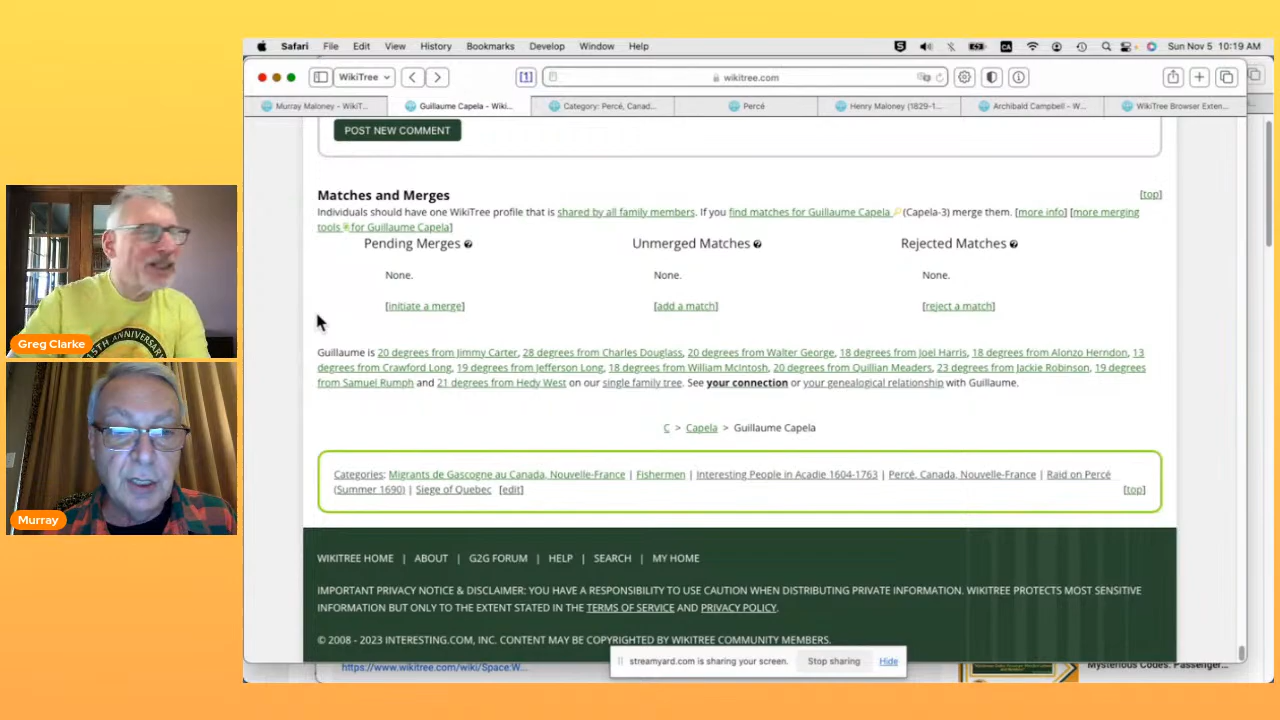 Safari File Edit View History Bookmarks Develop Window Help
Sun Nov 5 10:19 AM
WikiTree
wikitree.com
Murray Maloney - WikiT...
Guillaume Capela - Wiki...
Category: Percé, Canad...
Percé
Henry Maloney (1829-1...
Archibald Campbell - W...
WikiTree Browser Exten...
POST NEW COMMENT
Matches and Merges
[top]
Individuals should have one WikiTree profile that is shared by all family members. If you find matches for Guillaume Capela (Capela-3) merge them. [more info] [more merging
tools for Guillaume Capela]
Pending Merges Unmerged Matches Rejected Matches
None. None. None.
[initiate a merge] [add a match] [reject a match]
Guillaume is 20 degrees from Jimmy Carter, 28 degrees from Charles Douglass, 20 degrees from Walter George, 18 degrees from Joel Harris, 18 degrees from Alonzo Herndon, 13
degrees from Crawford Long, 19 degrees from Jefferson Long, 18 degrees from William McIntosh, 20 degrees from Quillian Meaders, 23 degrees from Jackie Robinson, 19 degrees
from Samuel Rumph and 21 degrees from Hedy West on our single family tree. See your connection or your genealogical relationship with Guillaume.
C > Capela > Guillaume Capela
Categories: Migrants de Gascogne au Canada, Nouvelle-France | Fishermen | Interesting People in Acadie 1604-1763 | Percé, Canada, Nouvelle-France | Raid on Percé
(Summer 1690) | Siege of Quebec [edit] [top]
WIKITREE HOME | ABOUT | G2G FORUM | HELP | SEARCH | MY HOME
IMPORTANT PRIVACY NOTICE & DISCLAIMER: YOU HAVE A RESPONSIBILITY TO USE CAUTION WHEN DISTRIBUTING PRIVATE INFORMATION. WIKITREE PROTECTS MOST SENSITIVE
INFORMATION BUT ONLY TO THE EXTENT STATED IN THE TERMS OF SERVICE AND PRIVACY POLICY.
© 2008 - 2023 INTERESTING.COM, INC. CONTENT MAY BE COPYRIGHTED BY WIKITREE COMMUNITY MEMBERS.
streamyard.com is sharing your screen. Stop sharing Hide
https://www.wikitree.com/wiki/Space:W...
Mysterious Codes: Passenger...
Greg Clarke
Murray